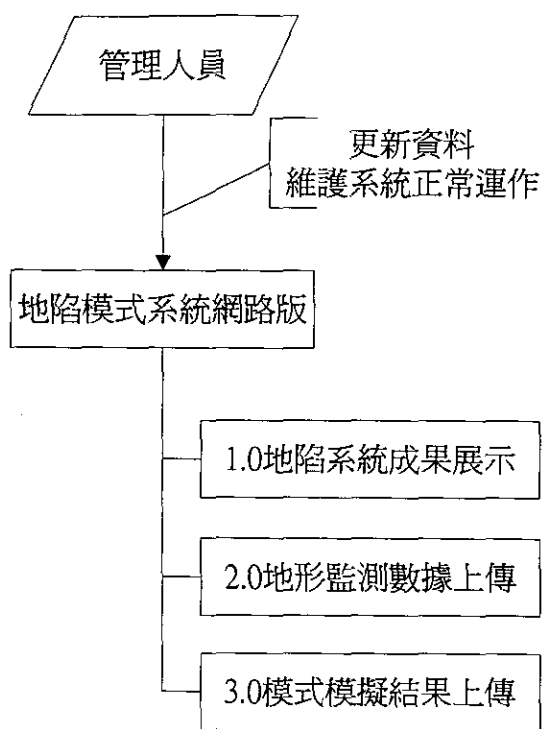 管理人員
更新資料
維護系統正常運作
地陷模式系統網路版
1.0地陷系統成果展示
2.0地形監測數據上傳
3.0模式模擬結果上傳